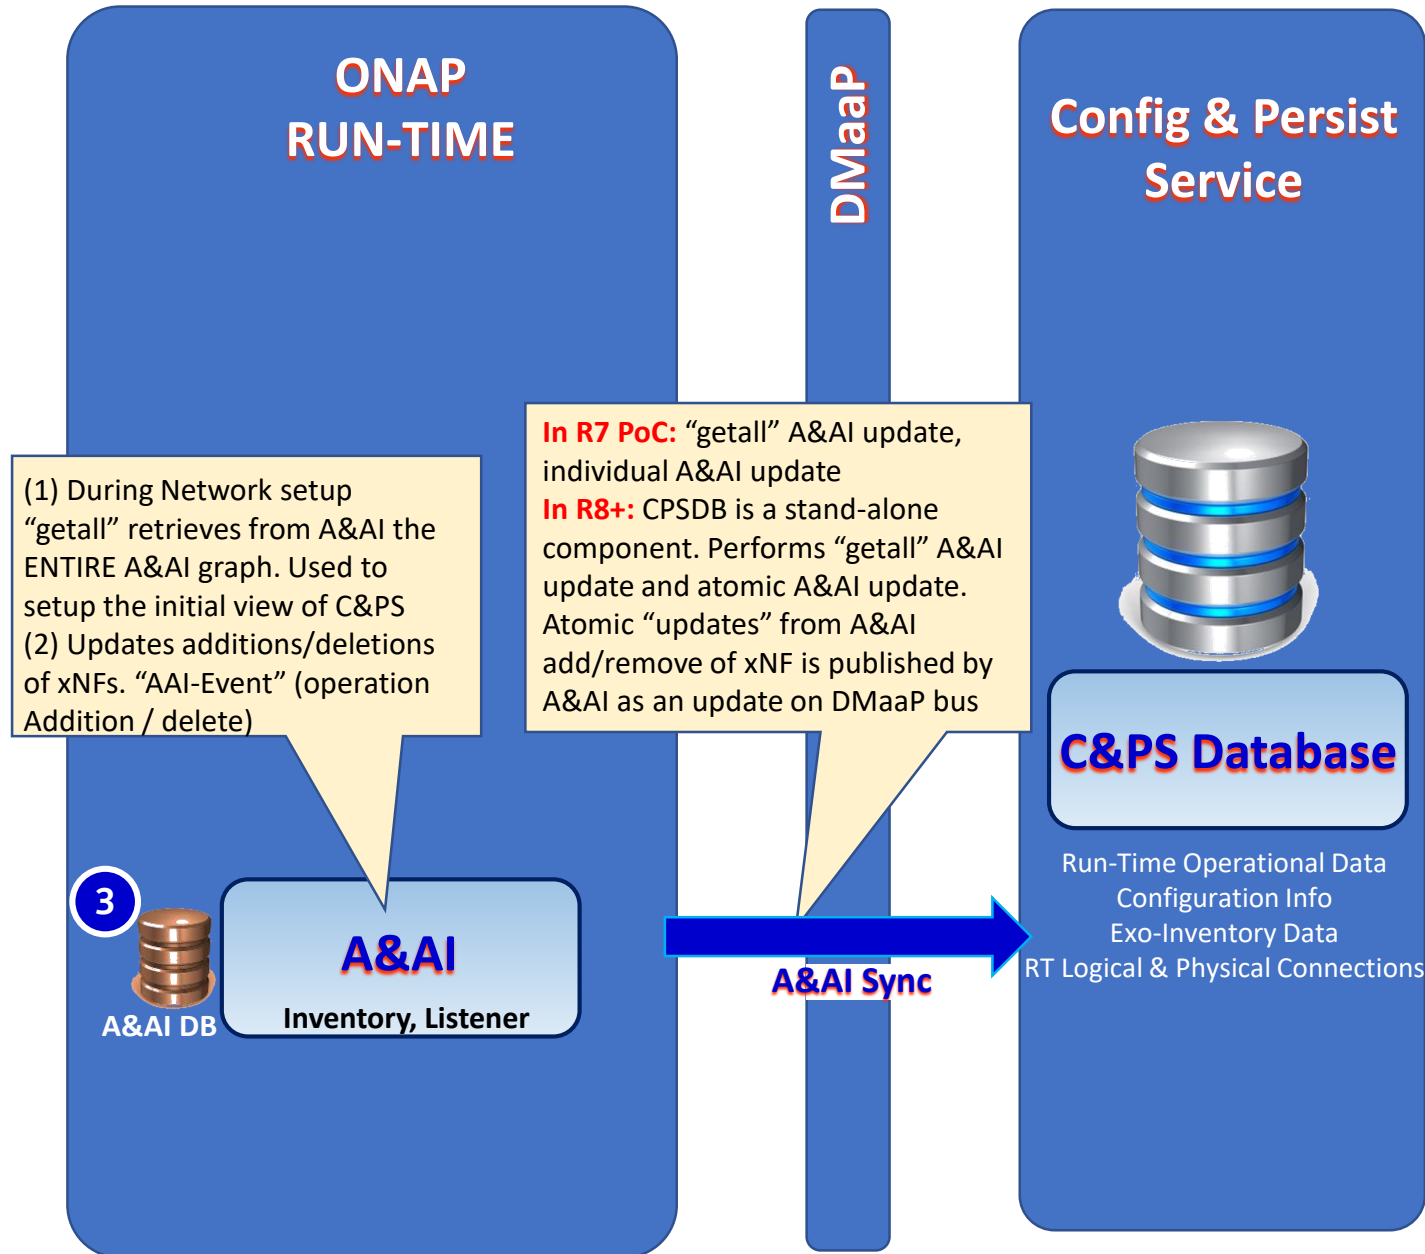 ONAP
RUN-TIME
DMaaP
Config & Persist
Service
(1) During Network setup
“getall” retrieves from A&AI the
ENTIRE A&AI graph. Used to
setup the initial view of C&PS
(2) Updates additions/deletions
of xNFs. “AAI-Event” (operation
Addition / delete)
In R7 PoC: “getall” A&AI update,
individual A&AI update
In R8+: CPSDB is a stand-alone
component. Performs “getall” A&AI
update and atomic A&AI update.
Atomic “updates” from A&AI
add/remove of xNF is published by
A&AI as an update on DMaaP bus
C&PS Database
Run-Time Operational Data
Configuration Info
Exo-Inventory Data
RT Logical & Physical Connections
3
A&AI DB
A&AI
Inventory, Listener
A&AI Sync